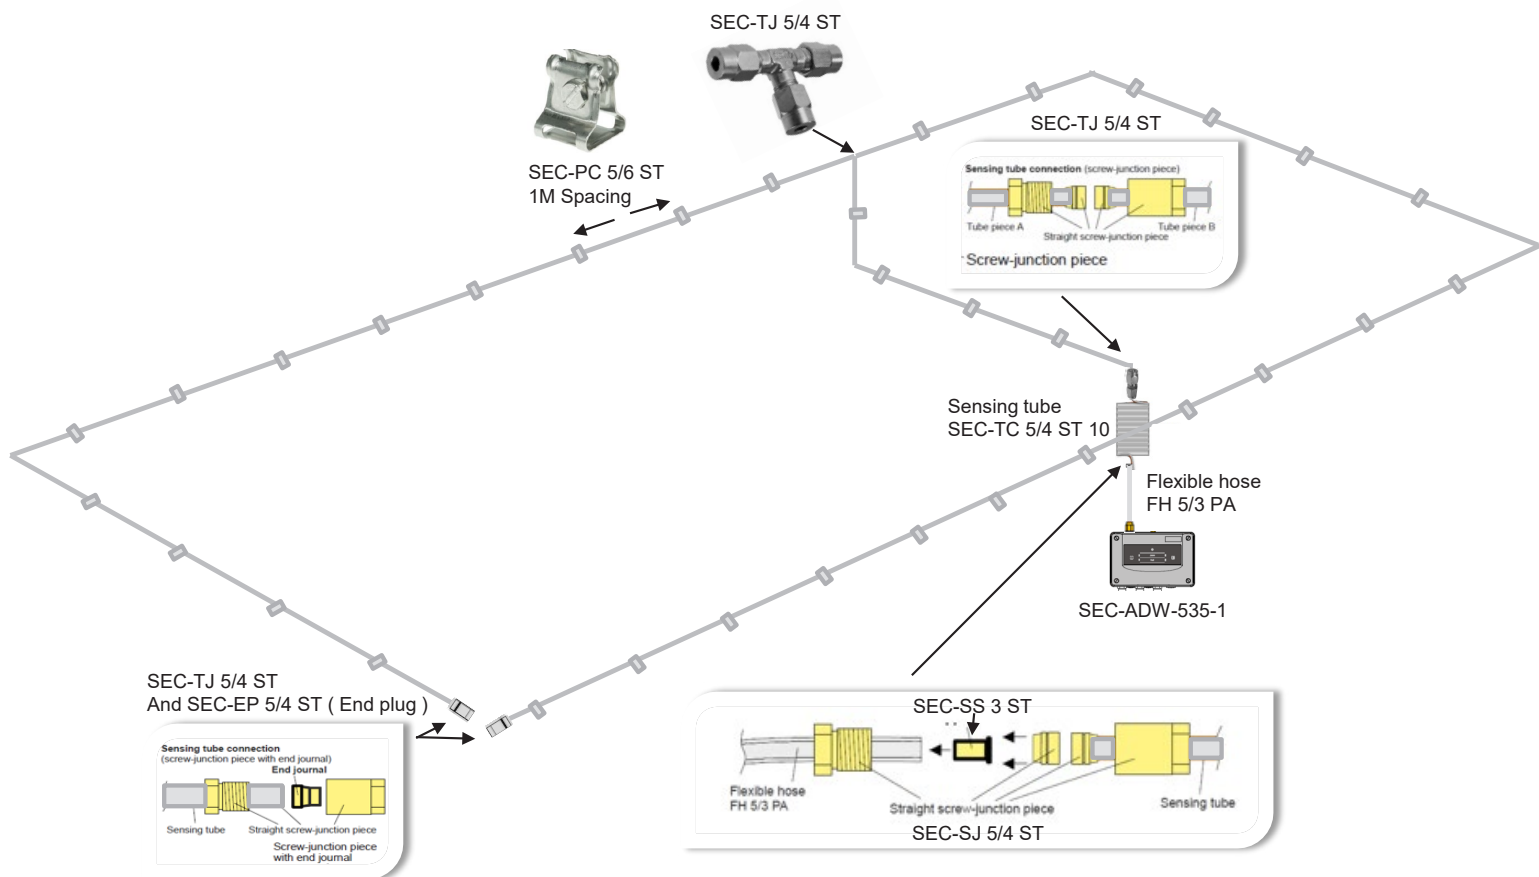 SEC-TJ 5/4 ST
SEC-PC 5/6 ST
1M Spacing
SEC-TJ 5/4 ST
Sensing tube connection (screw-junction piece)
Tube piece A
Tube piece B
Straight screw-junction piece
Screw-junction piece
Sensing tube
SEC-TC 5/4 ST 10
Flexible hose
FH 5/3 PA
SEC-ADW-535-1
SEC-TJ 5/4 ST
And SEC-EP 5/4 ST ( End plug )
Sensing tube connection
(screw-junction piece with end journal)
End journal
Sensing tube
Straight screw-junction piece
Screw-junction piece
with end journal
SEC-SS 3 ST
Flexible hose
FH 5/3 PA
Straight screw-junction piece
Sensing tube
SEC-SJ 5/4 ST